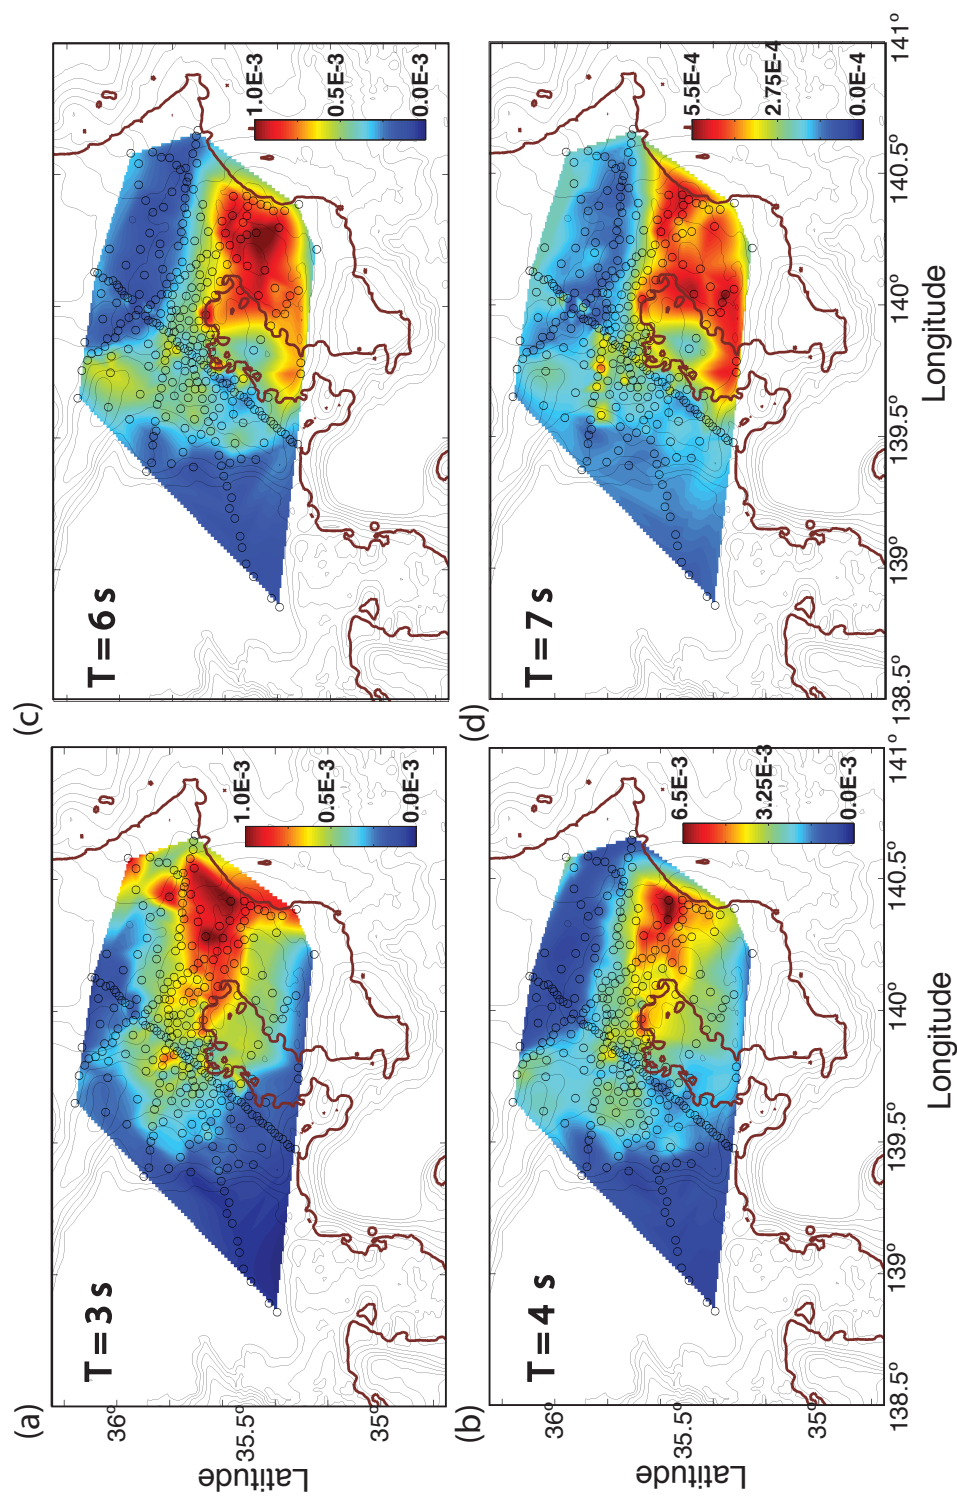 (a)
T = 3 s
1.0E-3
0.5E-3
0.0E-3
Latitude
36°
35.5°
35°
(c)
T = 6 s
1.0E-3
0.5E-3
0.0E-3
(b)
T = 4 s
6.5E-3
3.25E-3
0.0E-3
Latitude
36°
35.5°
35°
138.5°
139°
139.5°
140°
140.5°
141°
Longitude
(d)
T = 7 s
5.5E-4
2.75E-4
0.0E-4
138.5°
139°
139.5°
140°
140.5°
141°
Longitude